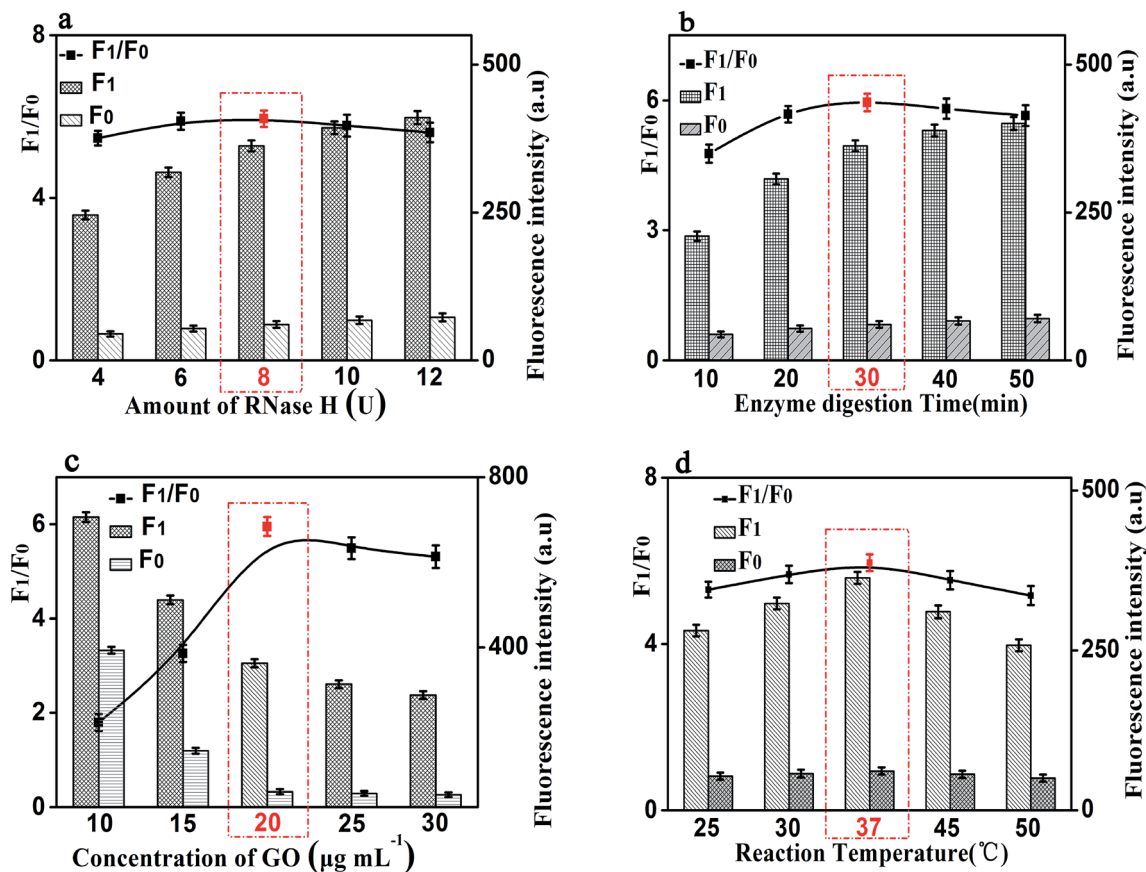 a
8
4
0
F1/F0
F1/F0
F1
F0
500
250
0
Fluorescence intensity (a.u)
4 6 8 10 12
Amount of RNase H (U)
b
6
3
0
F1/F0
F1/F0
F1
F0
500
250
0
Fluorescence intensity (a.u)
10 20 30 40 50
Enzyme digestion Time(min)
c
6
4
2
0
F1/F0
F1/F0
F1
F0
800
400
0
Fluorescence intensity (a.u)
10 15 20 25 30
Concentration of GO (μg mL⁻¹)
d
8
4
0
F1/F0
F1/F0
F1
F0
500
250
0
Fluorescence intensity (a.u)
25 30 37 45 50
Reaction Temperature(℃)